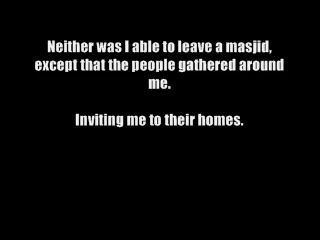 Neither was I able to leave a masjid,
except that the people gathered around
me.
Inviting me to their homes.